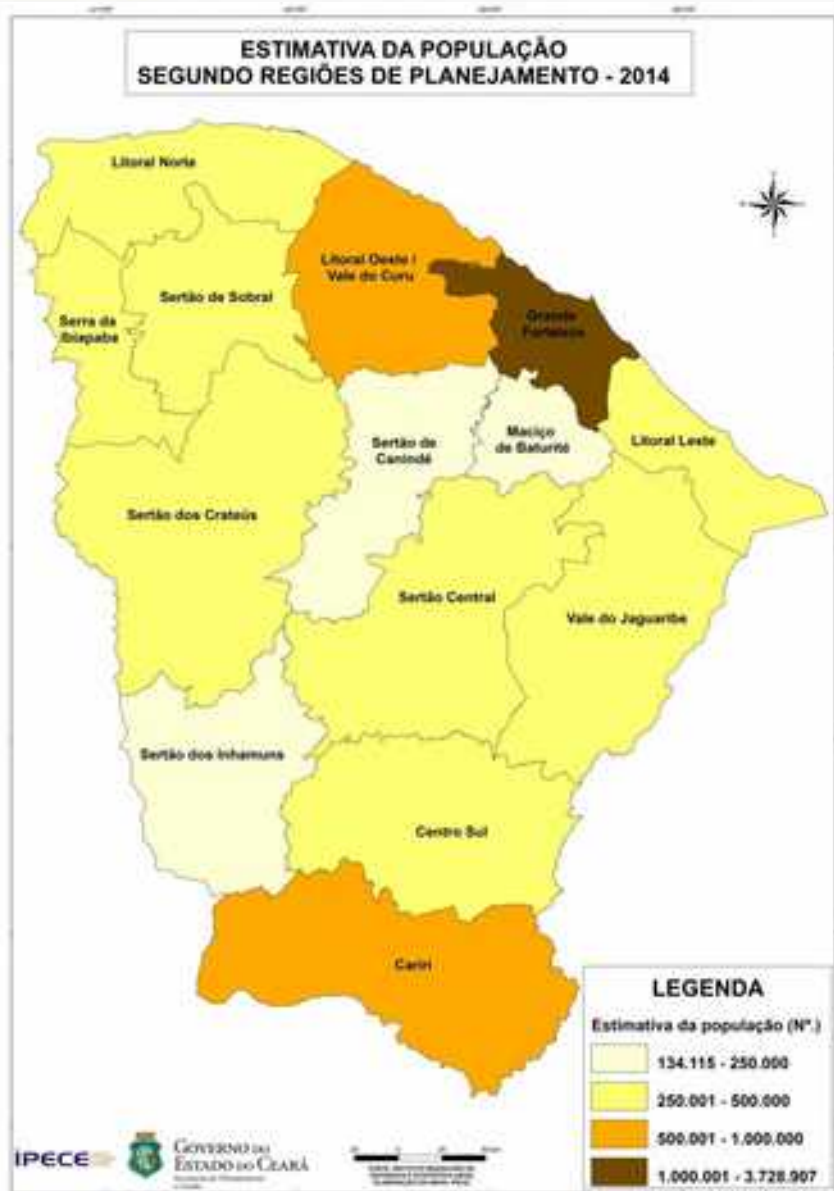 ESTIMATIVA DA POPULAÇÃO
SEGUNDO REGIÕES DE PLANEJAMENTO - 2014
Litoral Norte
Litoral Oeste /
Vale do Curu
Sertão de Sobral
Serra da
Ibiapaba
Grande
Fortaleza
Sertão de
Canindé
Maciço
de Baturité
Litoral Leste
Sertão dos Crateús
Sertão Central
Vale do Jaguaribe
Sertão dos Inhamuns
Centro Sul
Cariri
LEGENDA
Estimativa da população (Nº.)
134.115 - 250.000
250.001 - 500.000
500.001 - 1.000.000
1.000.001 - 3.728.907
IPECE
GOVERNO DO
ESTADO DO CEARÁ